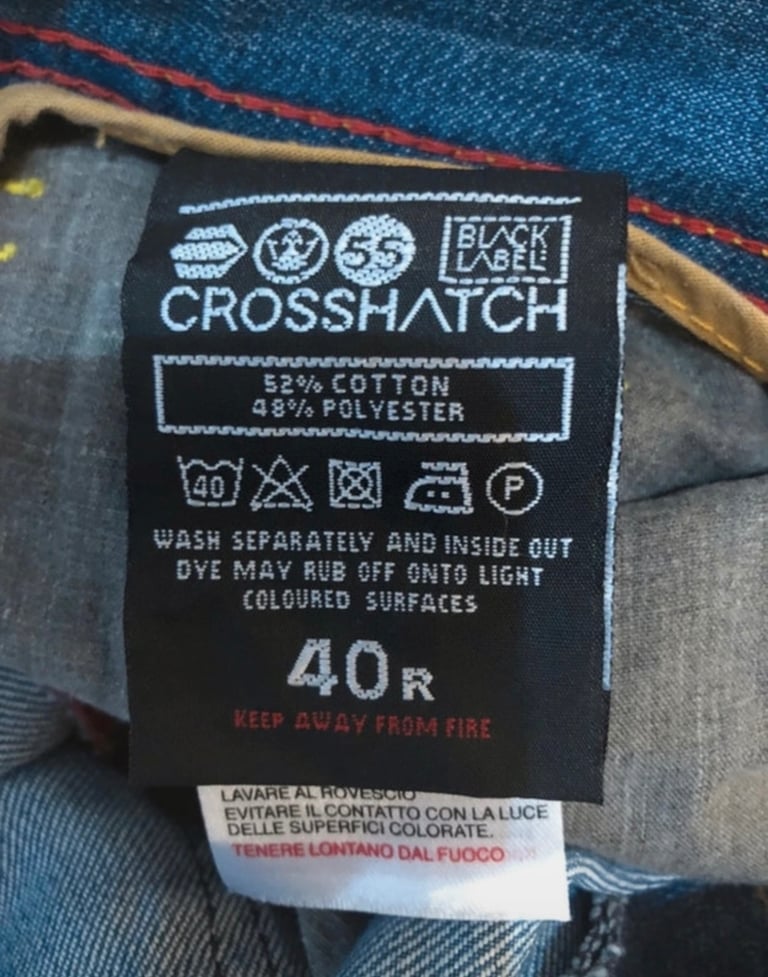 55
BLACK
LABEL
CROSSHATCH
52% COTTON
48% POLYESTER
40
P
WASH SEPARATELY AND INSIDE OUT
DYE MAY RUB OFF ONTO LIGHT
COLOURED SURFACES
40R
KEEP AWAY FROM FIRE
LAVARE AL ROVESCIO
EVITARE IL CONTATTO CON LA LUCE
DELLE SUPERFICI COLORATE.
TENERE LONTANO DAL FUOCO